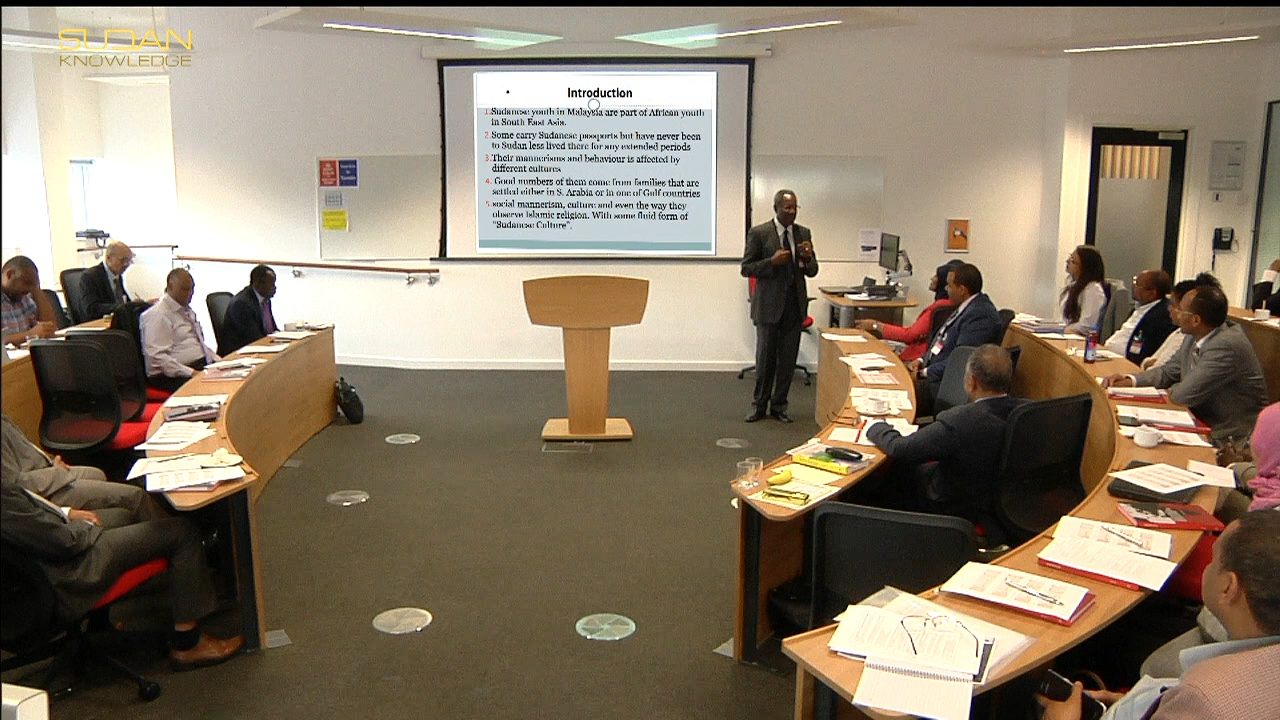 SUDAN
KNOWLEDGE
• Introduction
1. Sudanese youth in Malaysia are part of African youth
in South East Asia.
2. Some carry Sudanese passports but have never been
to Sudan less lived there for any extended periods
3. Their mannerisms and behaviour is affected by
different cultures
4. Good numbers of them come from families that are
settled either in S. Arabia or in one of Gulf countries
5. social mannerism, culture and even the way they
observe Islamic religion. With some fluid form of
"Sudanese Culture".